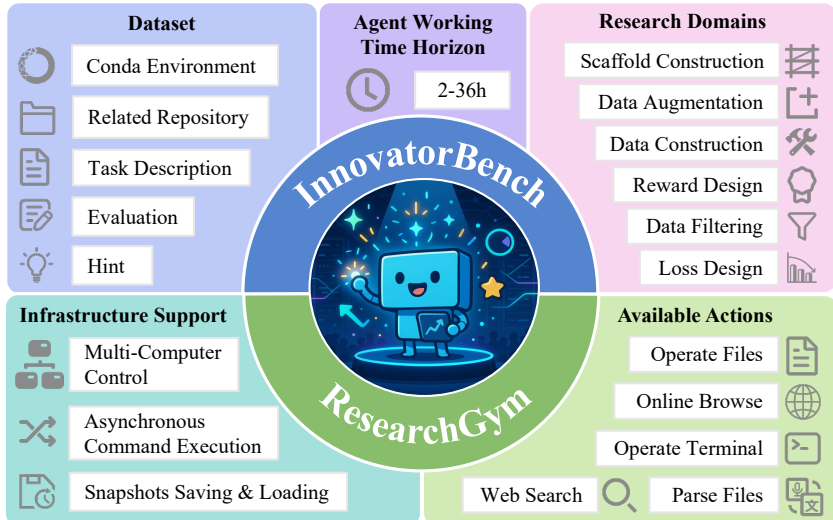 Dataset
Conda Environment
Related Repository
Task Description
Evaluation
Hint
Agent Working
Time Horizon
2-36h
Research Domains
Scaffold Construction
Data Augmentation
Data Construction
Reward Design
Data Filtering
Loss Design
InnovatorBench
ResearchGym
Infrastructure Support
Multi-Computer
Control
Asynchronous
Command Execution
Snapshots Saving & Loading
Available Actions
Operate Files
Online Browse
Operate Terminal
Web Search
Parse Files
文